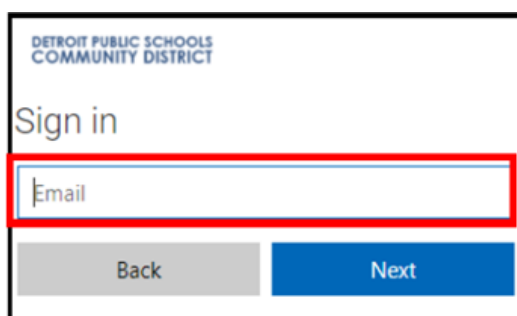 DETROIT PUBLIC SCHOOLS
COMMUNITY DISTRICT
Sign in
Email
Back
Next